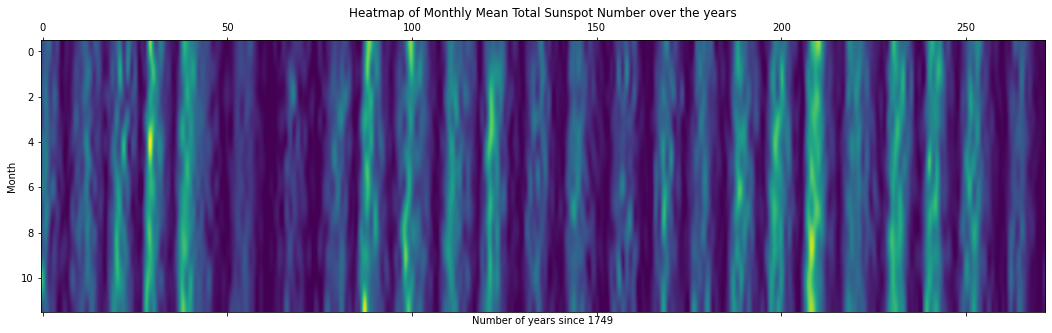 Heatmap of Monthly Mean Total Sunspot Number over the years
0 50 100 150 200 250
0
2
4
6
8
10
Month
Number of years since 1749